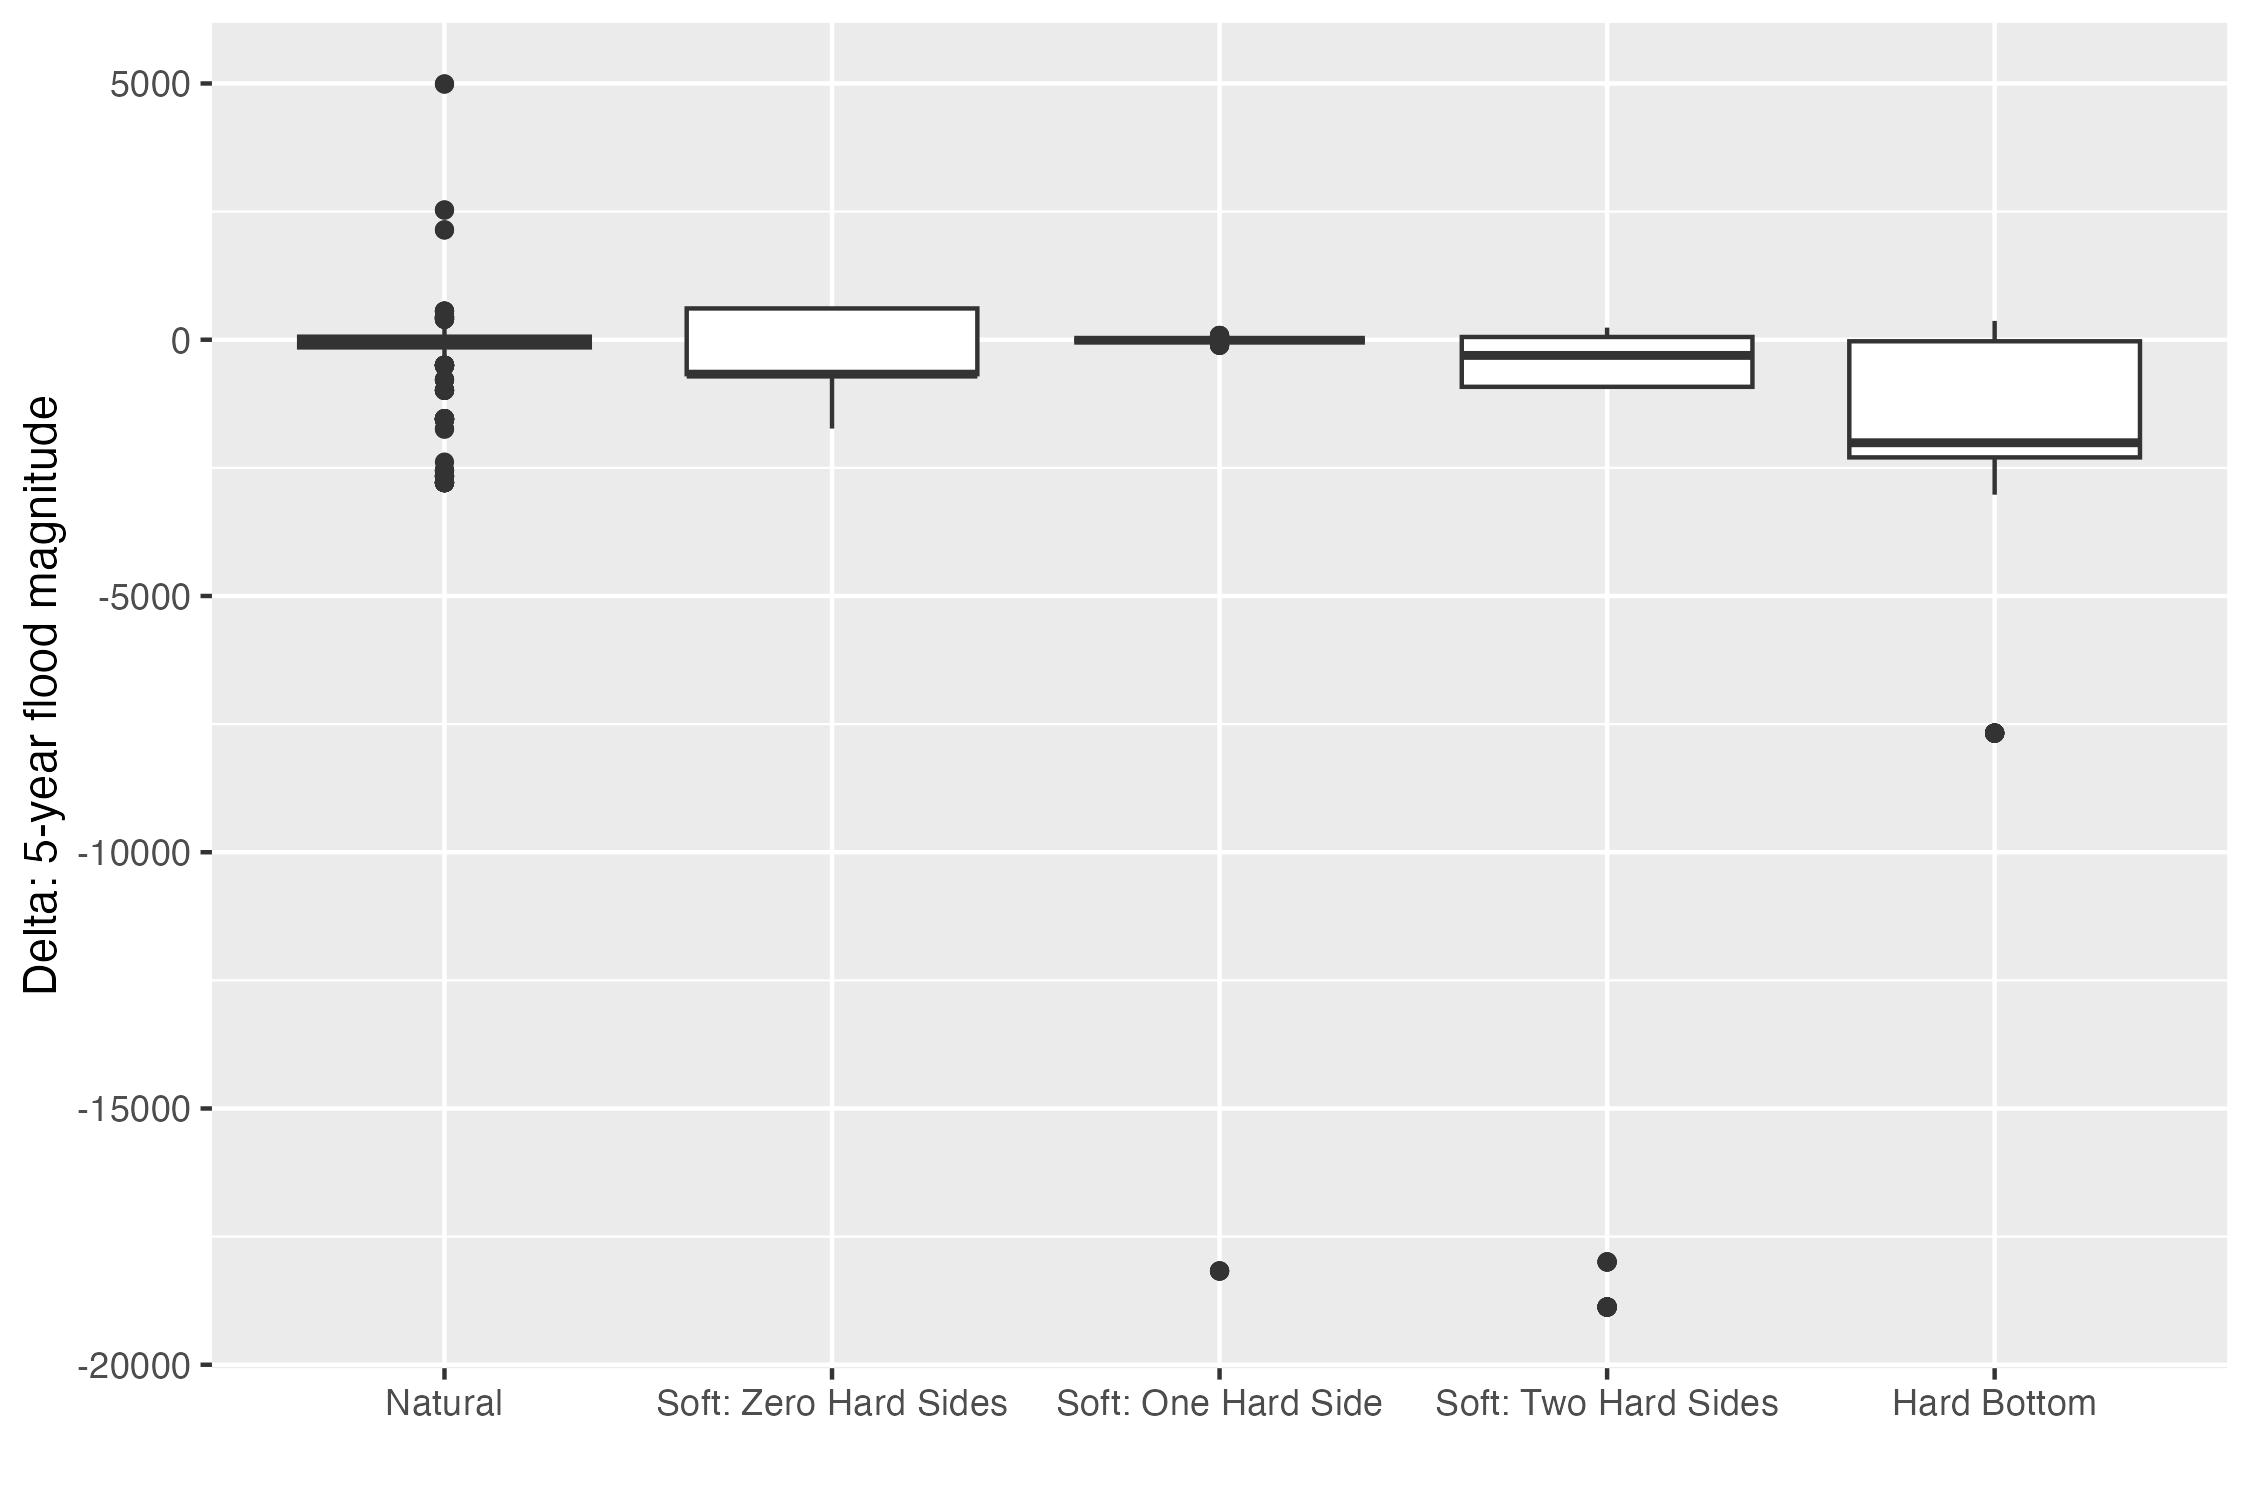 Delta: 5-year flood magnitude
5000
0
-5000
-10000
-15000
-20000
Natural
Soft: Zero Hard Sides
Soft: One Hard Side
Soft: Two Hard Sides
Hard Bottom